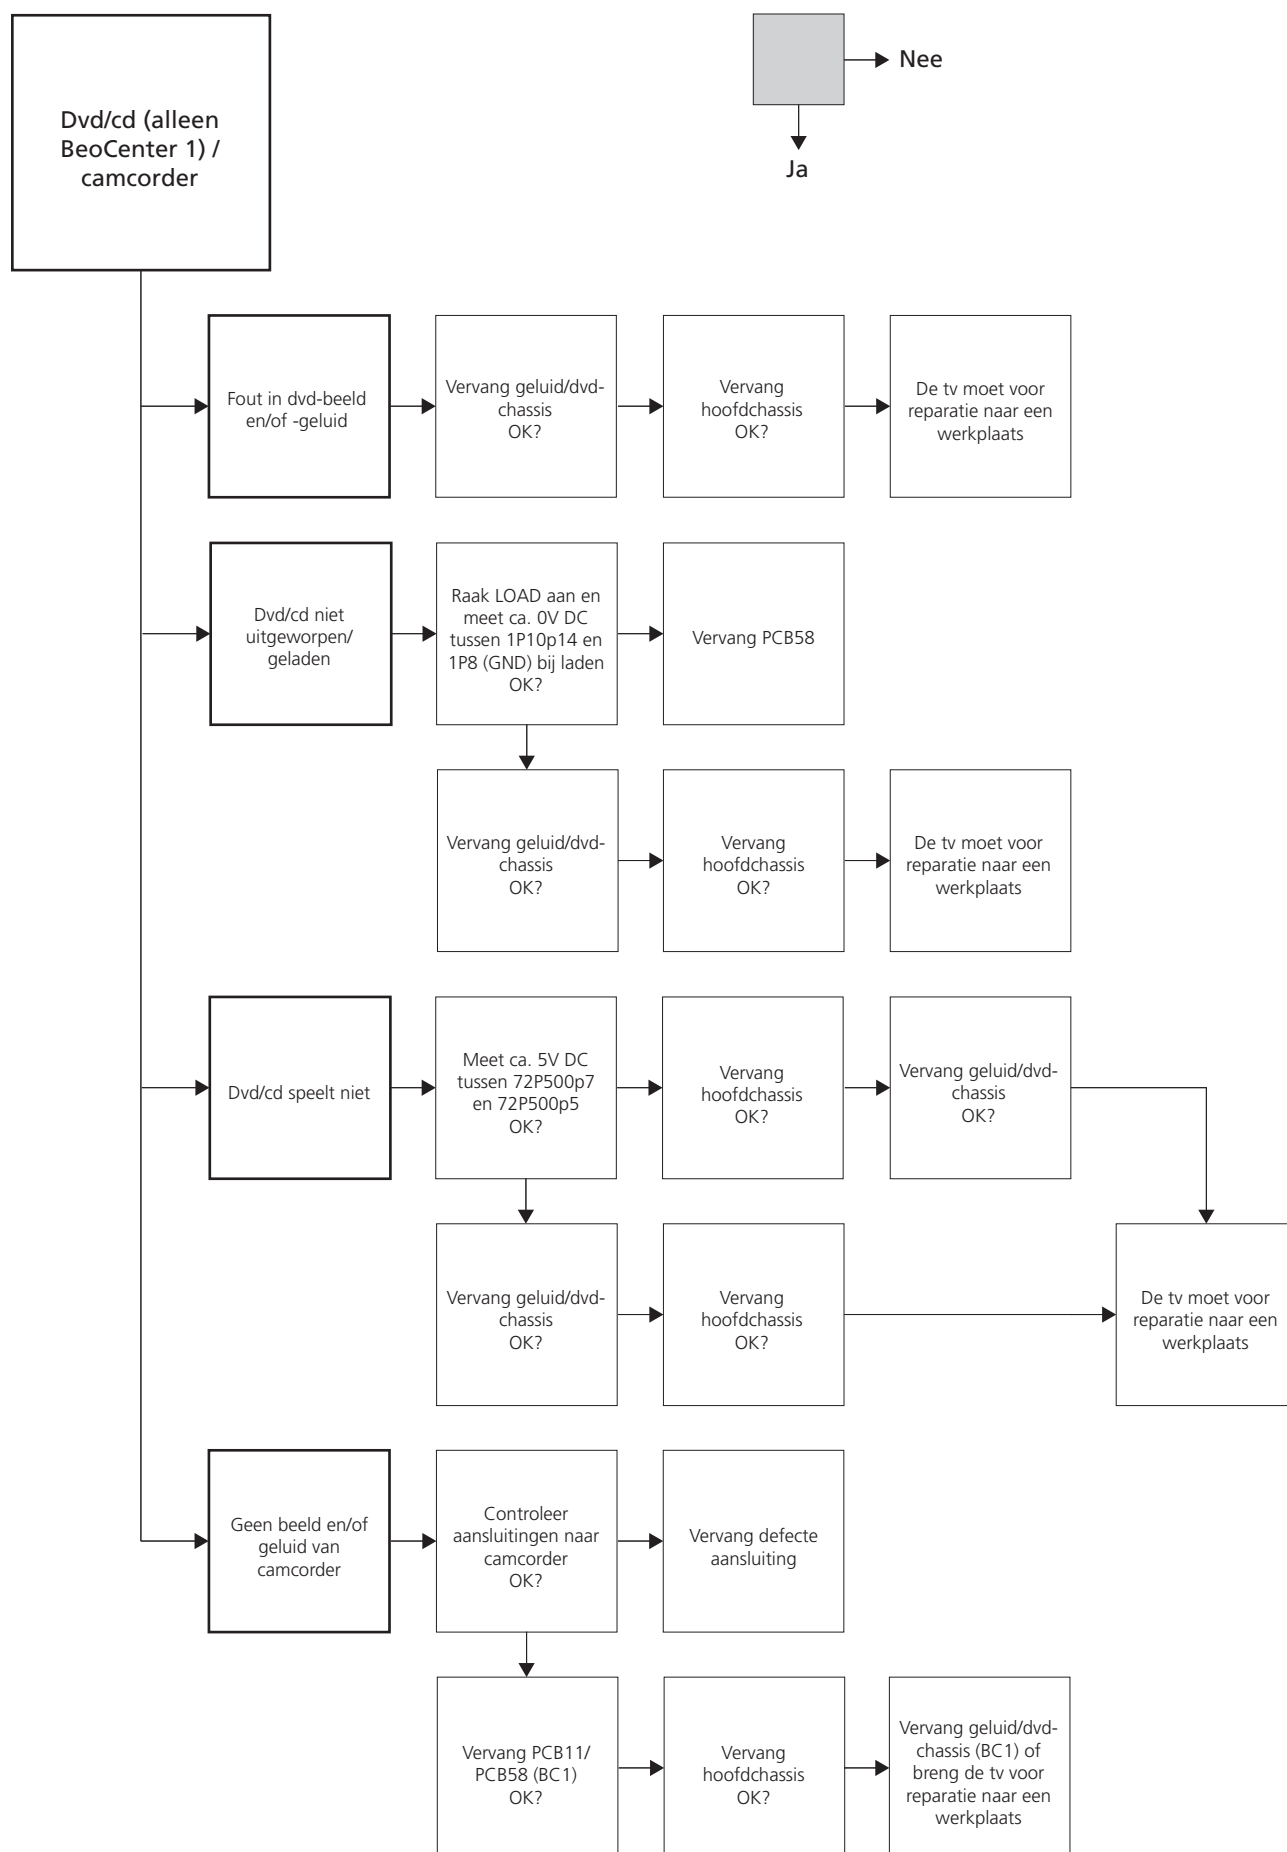 Dvd/cd (alleen
BeoCenter 1) /
camcorder
Nee
Ja
Fout in dvd-beeld
en/of -geluid
Vervang geluid/dvd-
chassis
OK?
Vervang
hoofdchassis
OK?
De tv moet voor
reparatie naar een
werkplaats
Dvd/cd niet
uitgeworpen/
geladen
Raak LOAD aan en
meet ca. 0V DC
tussen 1P10p14 en
1P8 (GND) bij laden
OK?
Vervang PCB58
Vervang geluid/dvd-
chassis
OK?
Vervang
hoofdchassis
OK?
De tv moet voor
reparatie naar een
werkplaats
Dvd/cd speelt niet
Meet ca. 5V DC
tussen 72P500p7
en 72P500p5
OK?
Vervang
hoofdchassis
OK?
Vervang geluid/dvd-
chassis
OK?
Vervang geluid/dvd-
chassis
OK?
Vervang
hoofdchassis
OK?
De tv moet voor
reparatie naar een
werkplaats
Geen beeld en/of
geluid van
camcorder
Controleer
aansluitingen naar
camcorder
OK?
Vervang defecte
aansluiting
Vervang PCB11/
PCB58 (BC1)
OK?
Vervang
hoofdchassis
OK?
Vervang geluid/dvd-
chassis (BC1) of
breng de tv voor
reparatie naar een
werkplaats